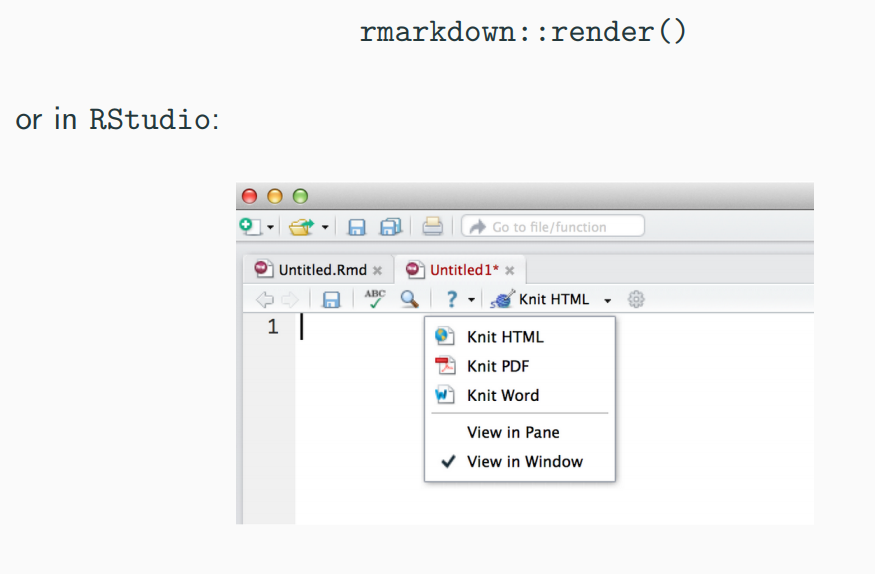 rmarkdown::render()
or in RStudio:
Go to file/function
Untitled.Rmd × Untitled1* ×
ABC ? Knit HTML
1
Knit HTML
Knit PDF
Knit Word
View in Pane
View in Window